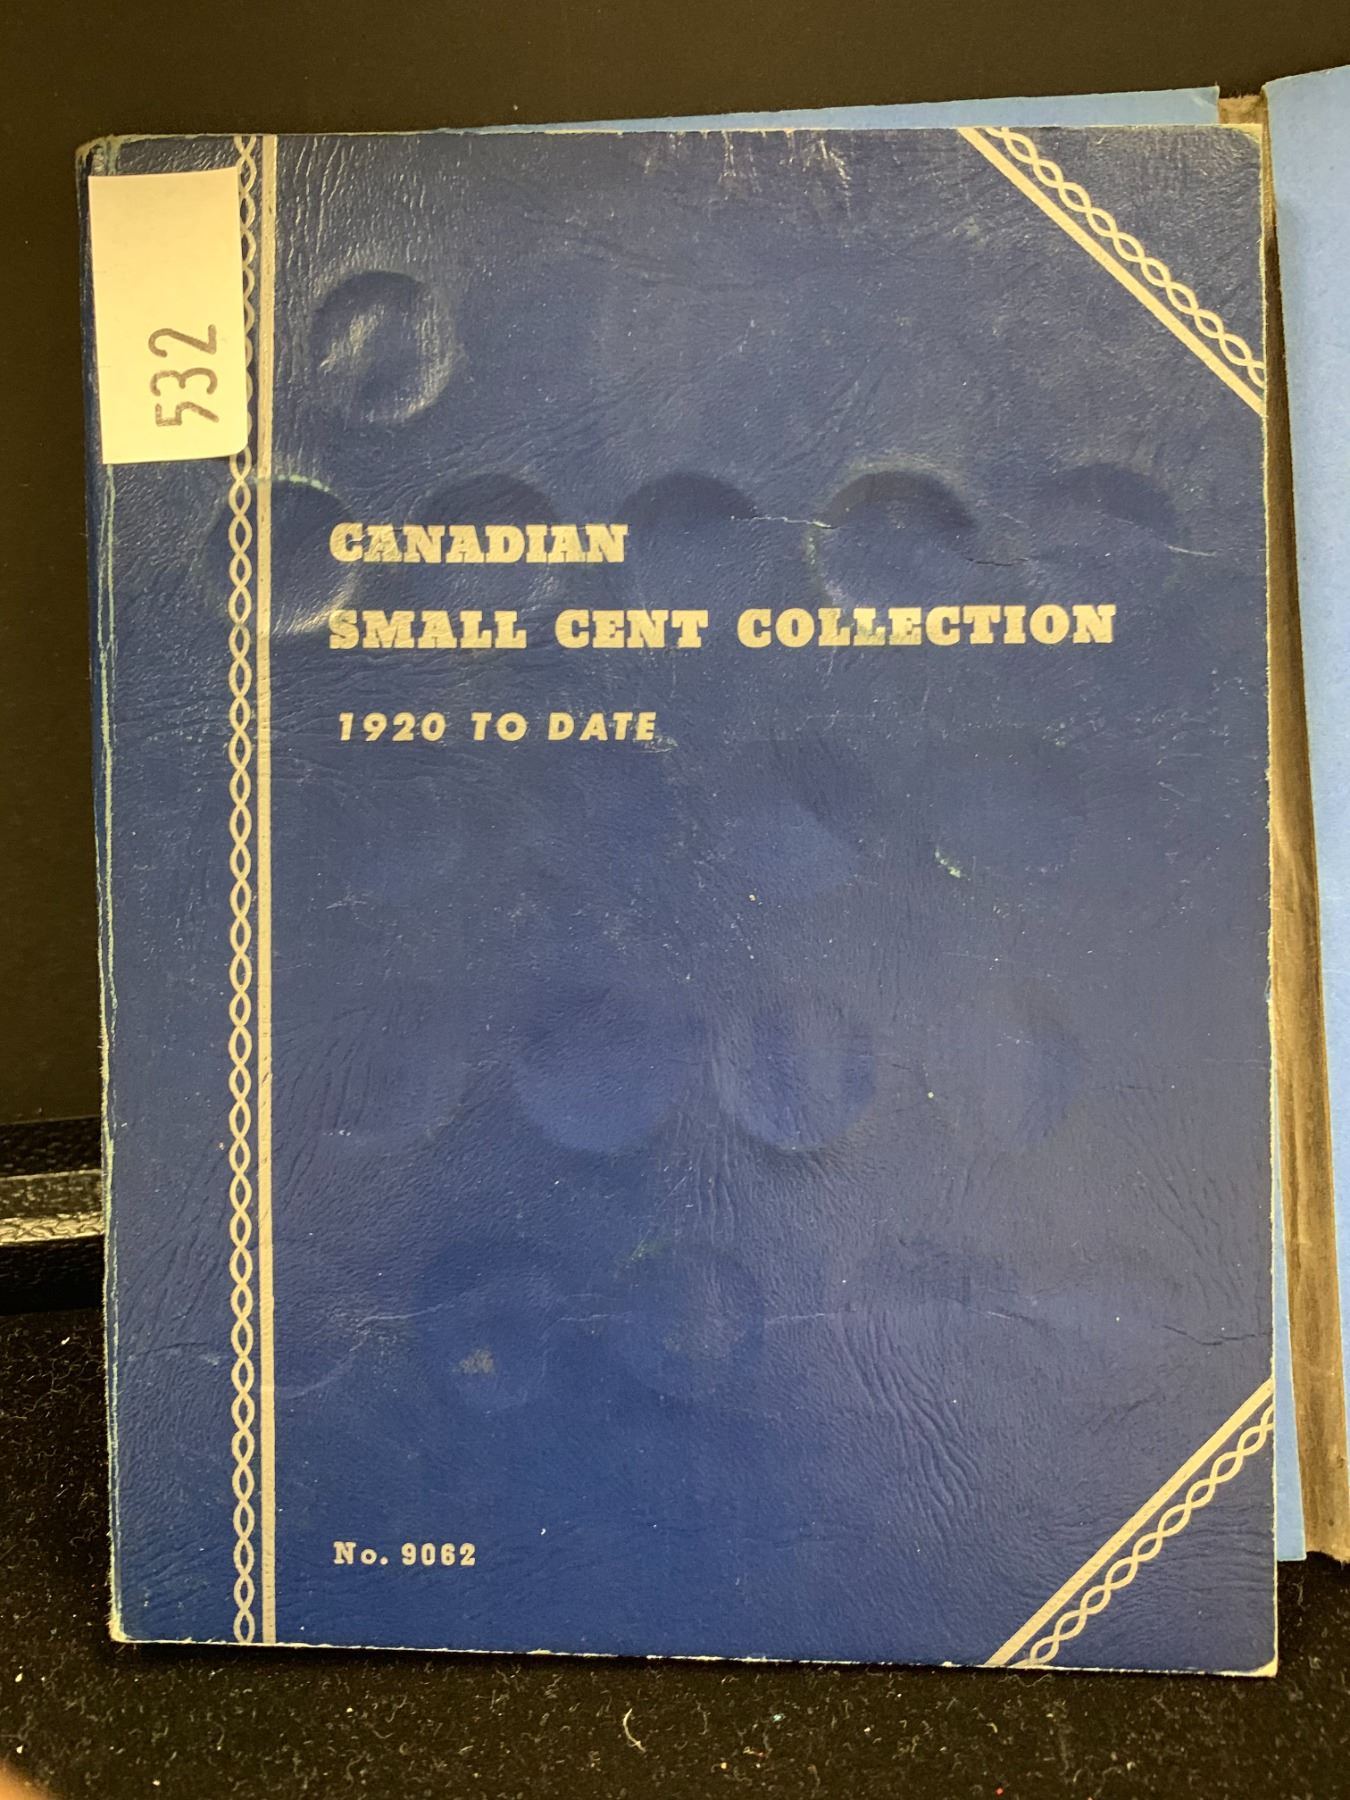 532
CANADIAN
SMALL CENT COLLECTION
1920 TO DATE
No. 9062